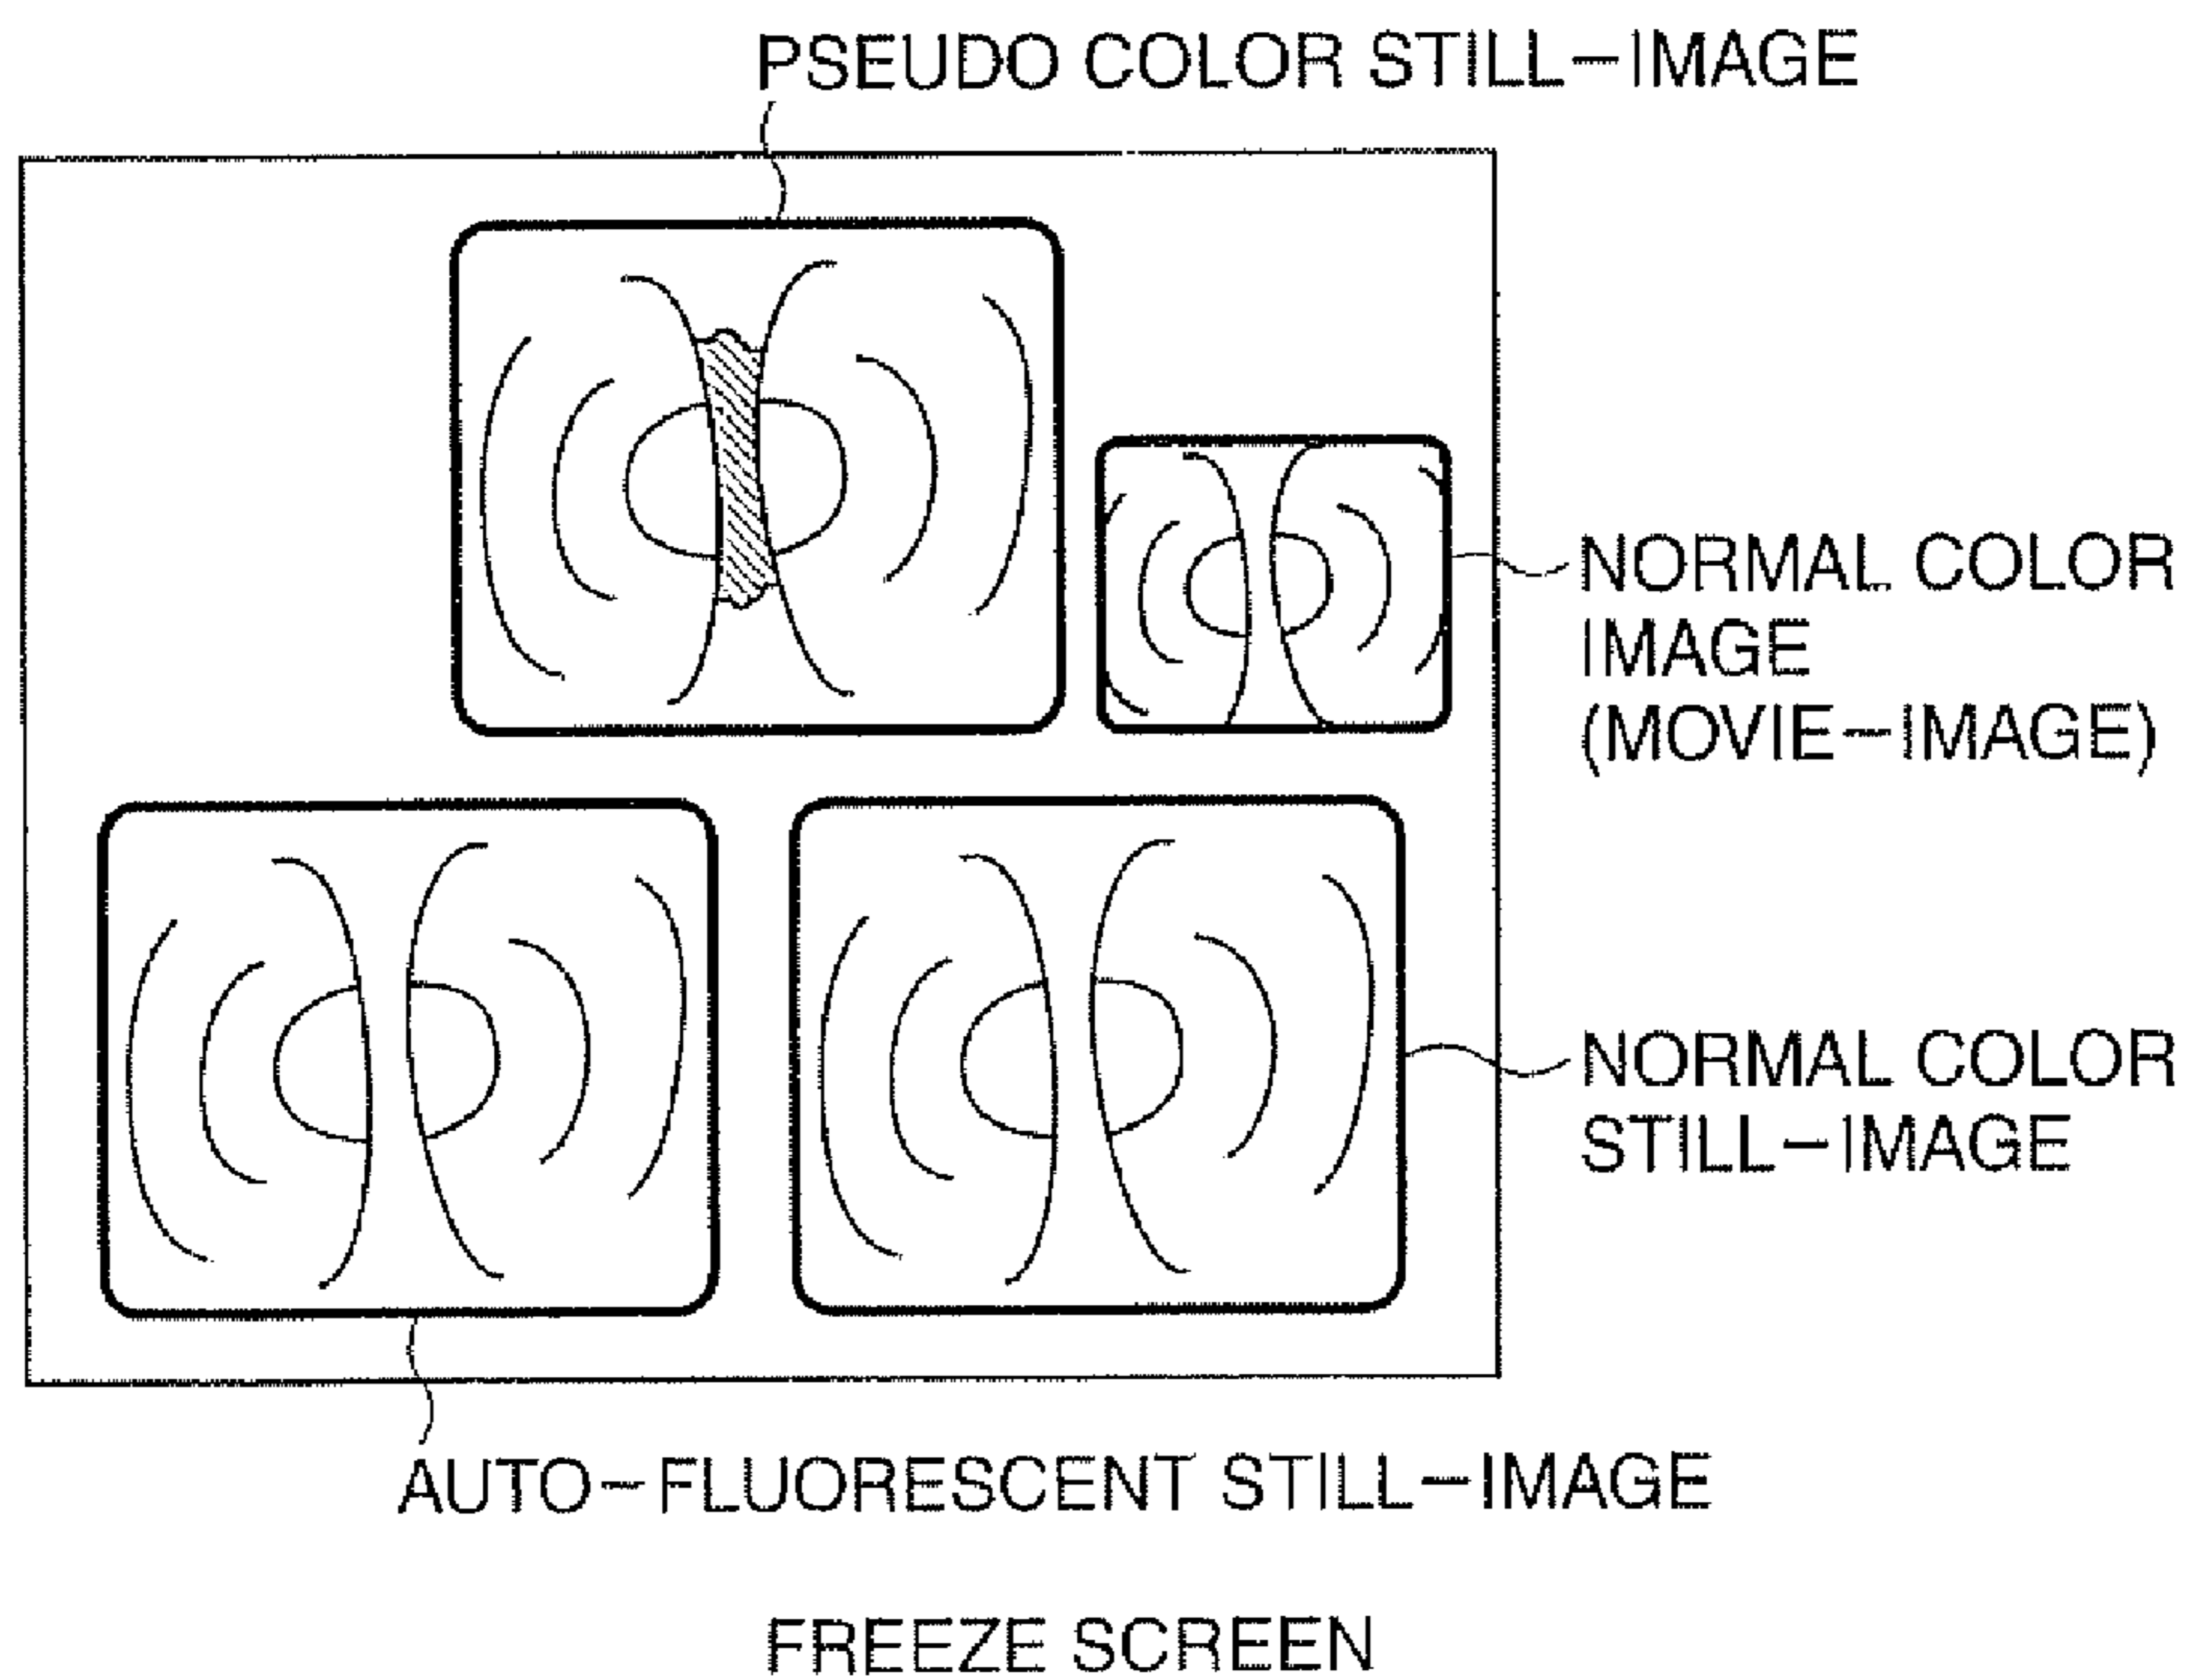 PSEUDO COLOR STILL-IMAGE
NORMAL COLOR
IMAGE
(MOVIE-IMAGE)
NORMAL COLOR
STILL-IMAGE
AUTO-FLUORESCENT STILL-IMAGE
FREEZE SCREEN